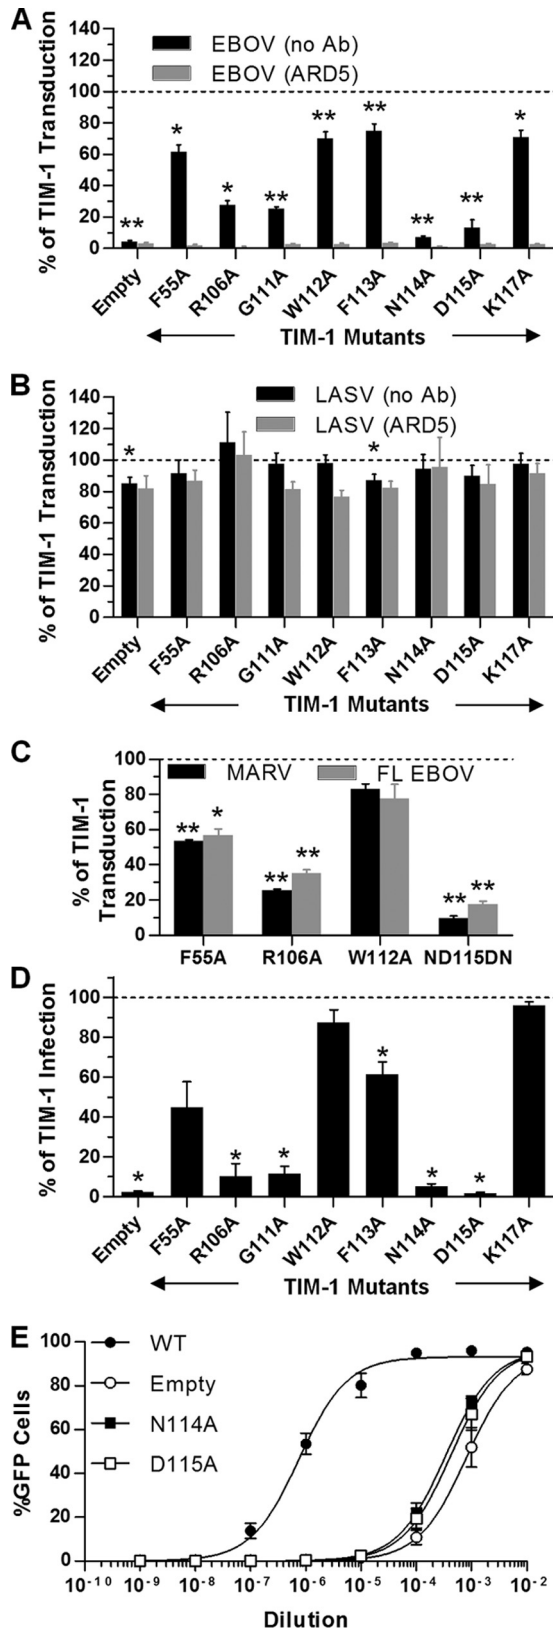 A
% of TIM-1 Transduction
140
120
100
80
60
40
20
0
EBOV (no Ab)
EBOV (ARD5)
** * * ** ** ** ** ** *
Empty F55A R106A G111A W112A F113A N114A D115A K117A
TIM-1 Mutants
B
% of TIM-1 Transduction
140
120
100
80
60
40
20
0
LASV (no Ab)
LASV (ARD5)
* *
Empty F55A R106A G111A W112A F113A N114A D115A K117A
TIM-1 Mutants
C
% of TIM-1
Transduction
100
80
60
40
20
0
MARV FL EBOV
** * ** ** ** **
F55A R106A W112A ND115DN
D
% of TIM-1 Infection
100
80
60
40
20
0
* * * * * *
Empty F55A R106A G111A W112A F113A N114A D115A K117A
TIM-1 Mutants
E
%GFP Cells
100
80
60
40
20
0
WT
Empty
N114A
D115A
10-10 10-9 10-8 10-7 10-6 10-5 10-4 10-3 10-2
Dilution